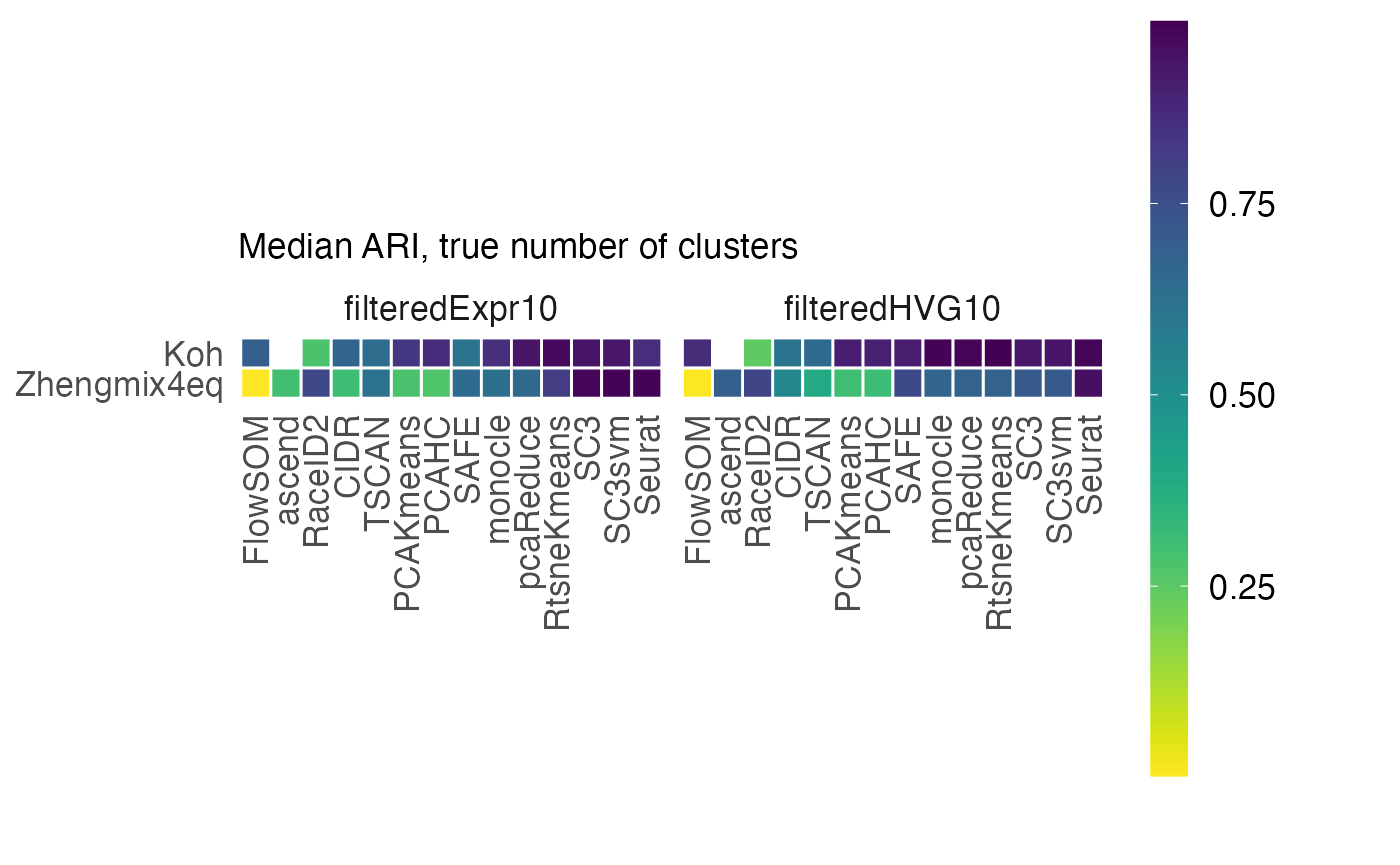 Median ARI, true number of clusters
filteredExpr10
filteredHVG10
Koh
Zhengmix4eq
FlowSOM
ascend
RaceID2
CIDR
TSCAN
PCAKmeans
PCAHC
SAFE
monocle
pcaReduce
RtsneKmeans
SC3
SC3svm
Seurat
FlowSOM
ascend
RaceID2
CIDR
TSCAN
PCAKmeans
PCAHC
SAFE
monocle
pcaReduce
RtsneKmeans
SC3
SC3svm
Seurat
0.75
0.50
0.25